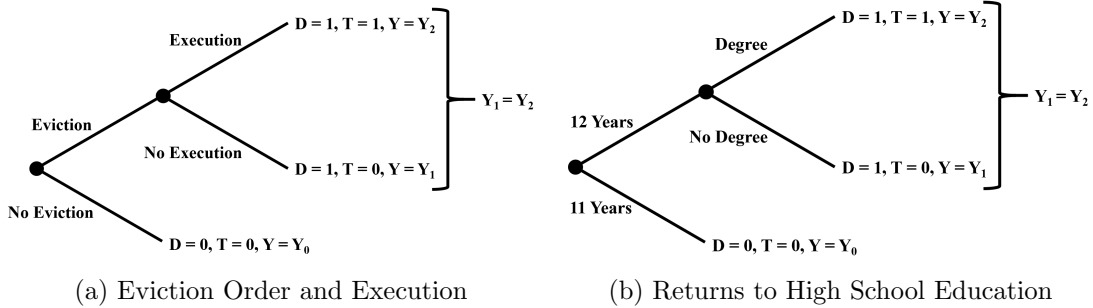 Execution
D = 1, T = 1, Y = Y₂
Eviction
No Execution
Y₁ = Y₂
D = 1, T = 0, Y = Y₁
No Eviction
D = 0, T = 0, Y = Y₀
(a) Eviction Order and Execution
Degree
D = 1, T = 1, Y = Y₂
12 Years
No Degree
Y₁ = Y₂
D = 1, T = 0, Y = Y₁
11 Years
D = 0, T = 0, Y = Y₀
(b) Returns to High School Education